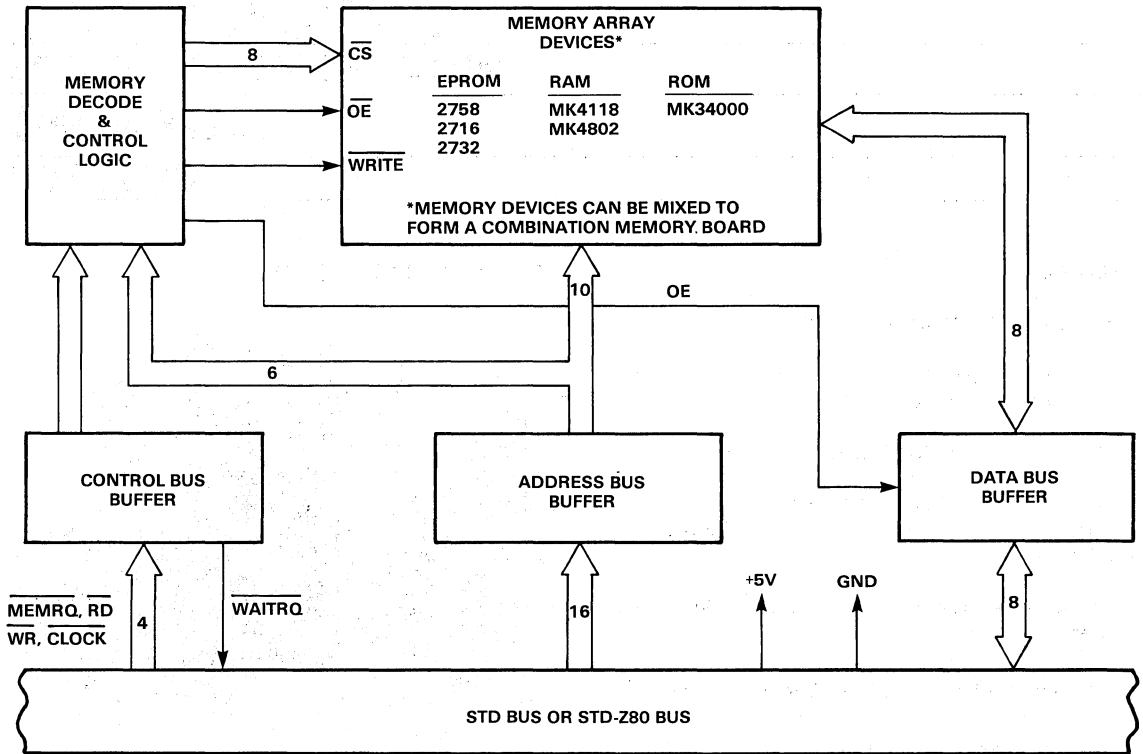 MEMORY
DECODE
&
CONTROL
LOGIC
8
CS
OE
WRITE
MEMORY ARRAY
DEVICES*
EPROM
2758
2716
2732
RAM
MK4118
MK4802
ROM
MK34000
*MEMORY DEVICES CAN BE MIXED TO
FORM A COMBINATION MEMORY. BOARD
10
OE
6
8
CONTROL BUS
BUFFER
ADDRESS BUS
BUFFER
DATA BUS
BUFFER
MEMRQ, RD
WR, CLOCK
4
WAITRQ
16
+5V
GND
8
STD BUS OR STD-Z80 BUS